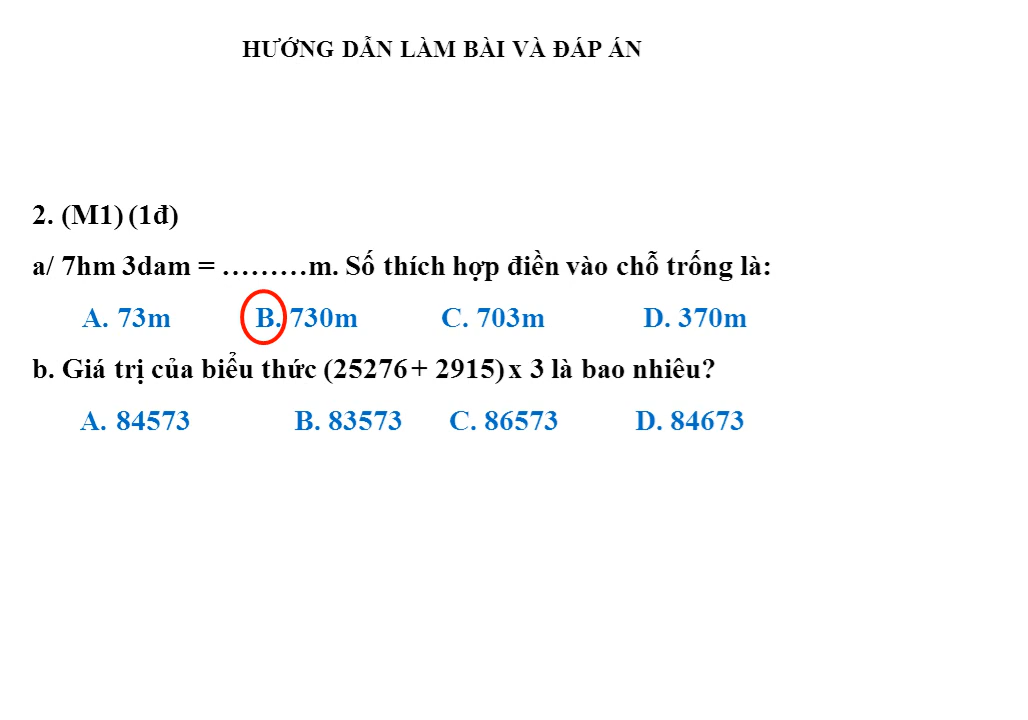 HƯỚNG DẪN LÀM BÀI VÀ ĐÁP ÁN
2. (M1) (1đ)
a/ 7hm 3dam = ………m. Số thích hợp điền vào chỗ trống là:
A. 73m B. 730m C. 703m D. 370m
b. Giá trị của biểu thức (25276 + 2915) x 3 là bao nhiêu?
A. 84573 B. 83573 C. 86573 D. 84673